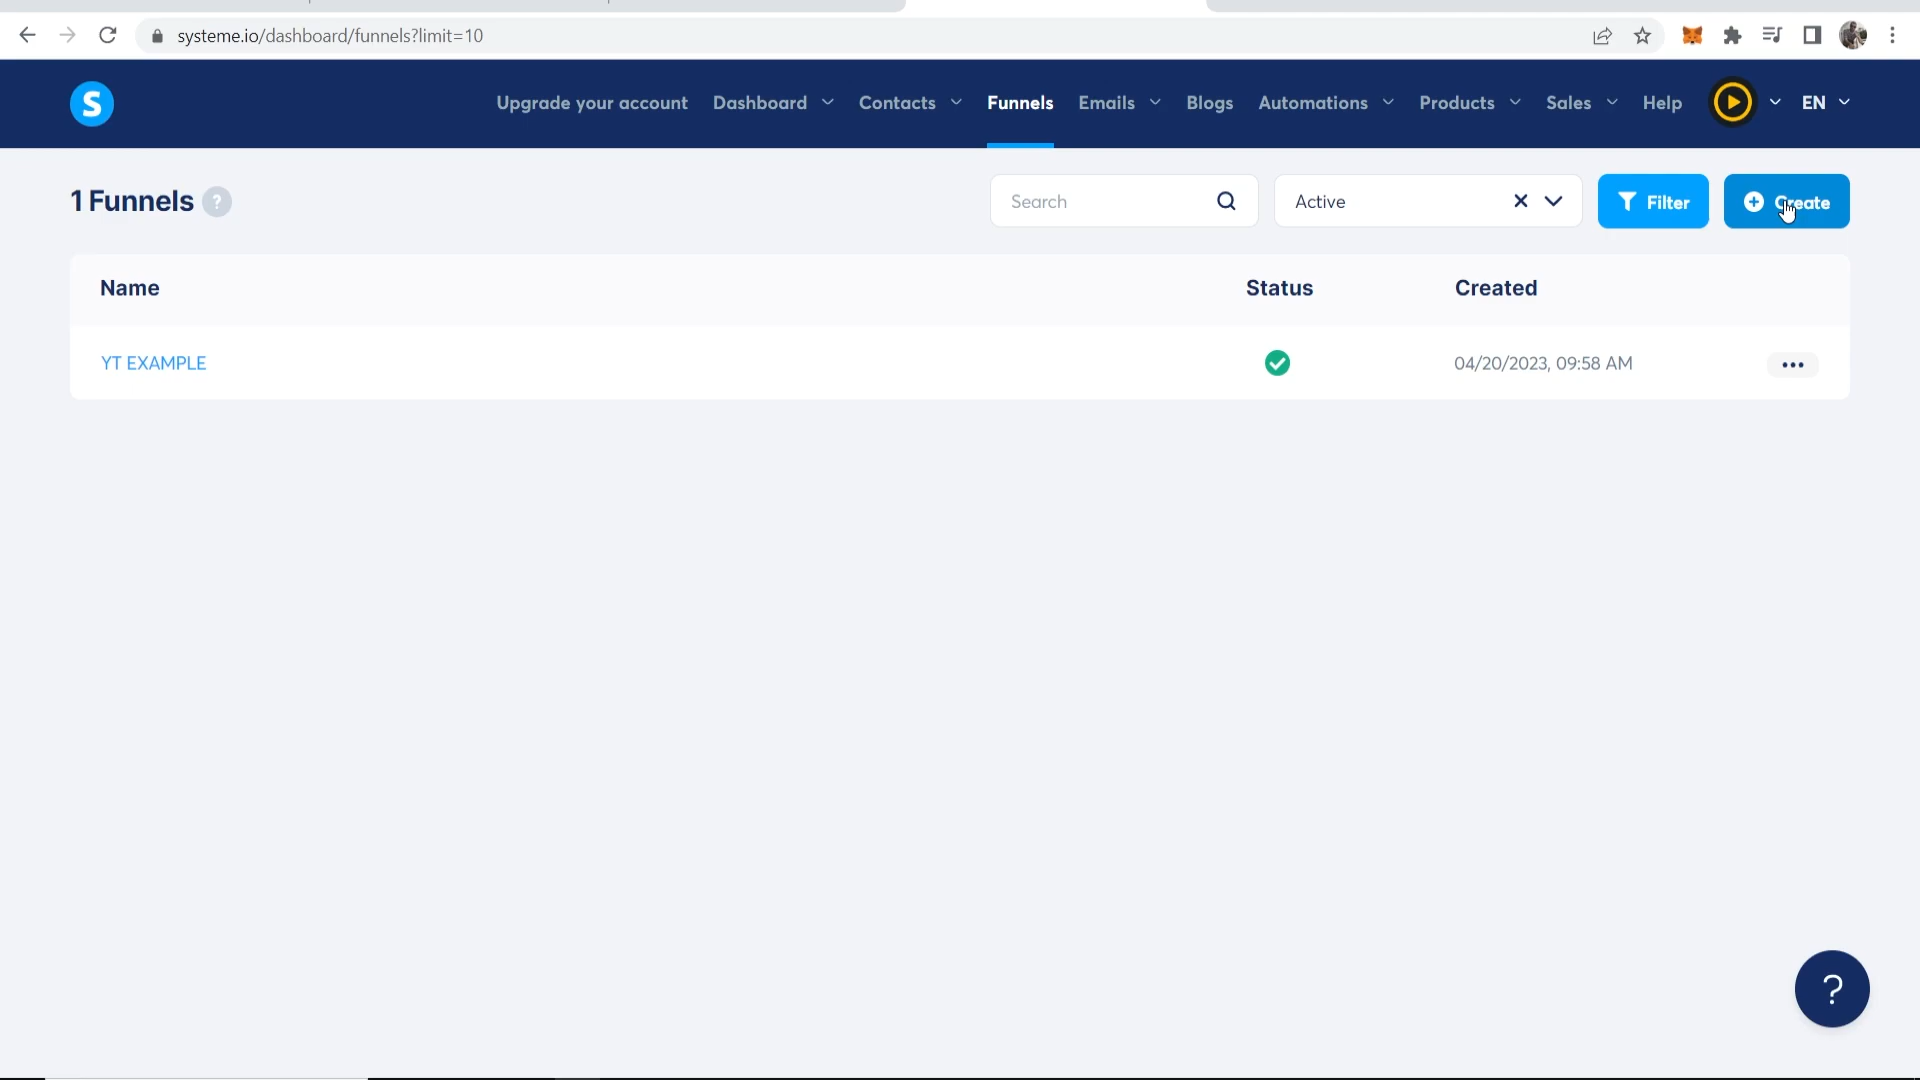 systeme.io/dashboard/funnels?limit=10
S Upgrade your account Dashboard Contacts Funnels Emails Blogs Automations Products Sales Help EN
1 Funnels ? Search Active Filter Create
Name Status Created
YT EXAMPLE 04/20/2023, 09:58 AM
?